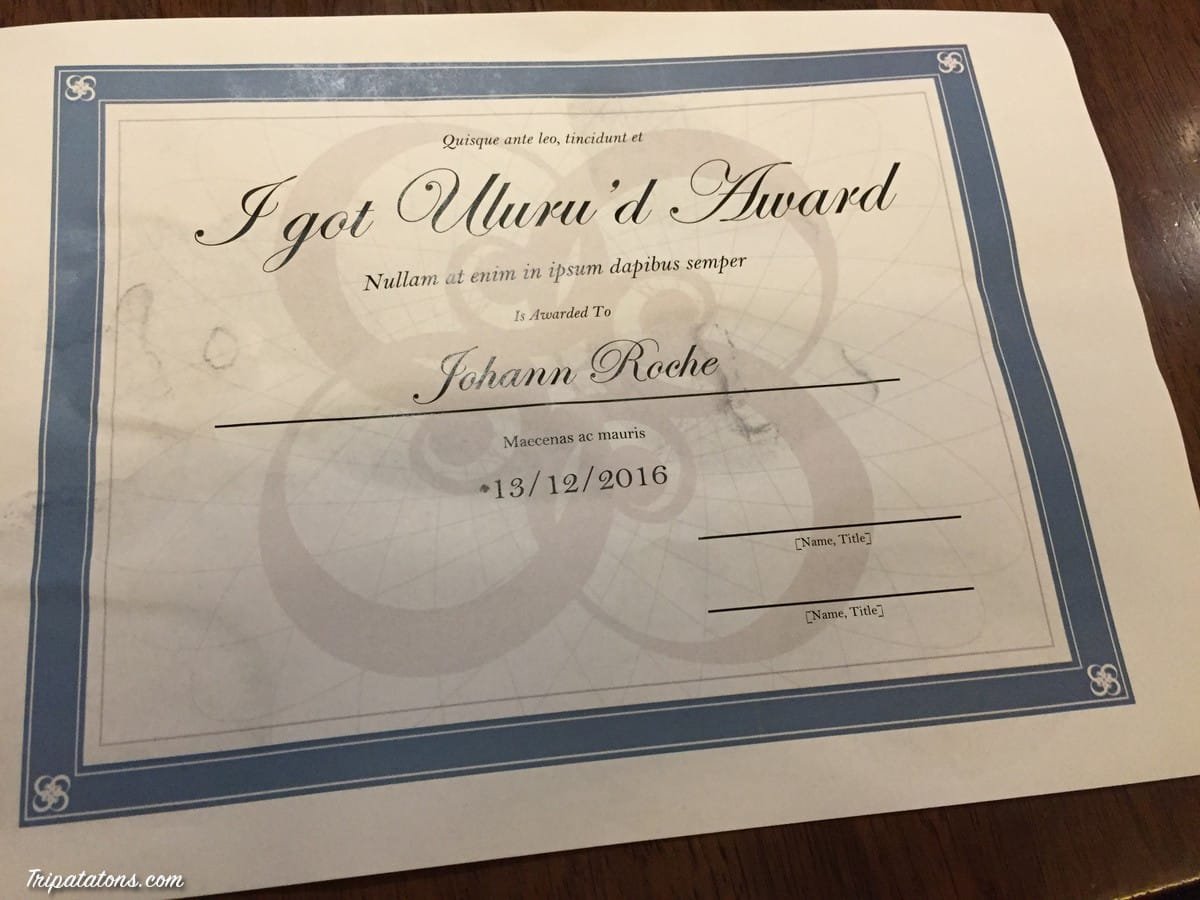 Quisque ante leo, tincidunt et
I got Uluru'd Award
Nullam at enim in ipsum dapibus semper
Is Awarded To
Johann Roche
Maecenas ac mauris
13/12/2016
[Name, Title]
[Name, Title]
Tripatatons.com